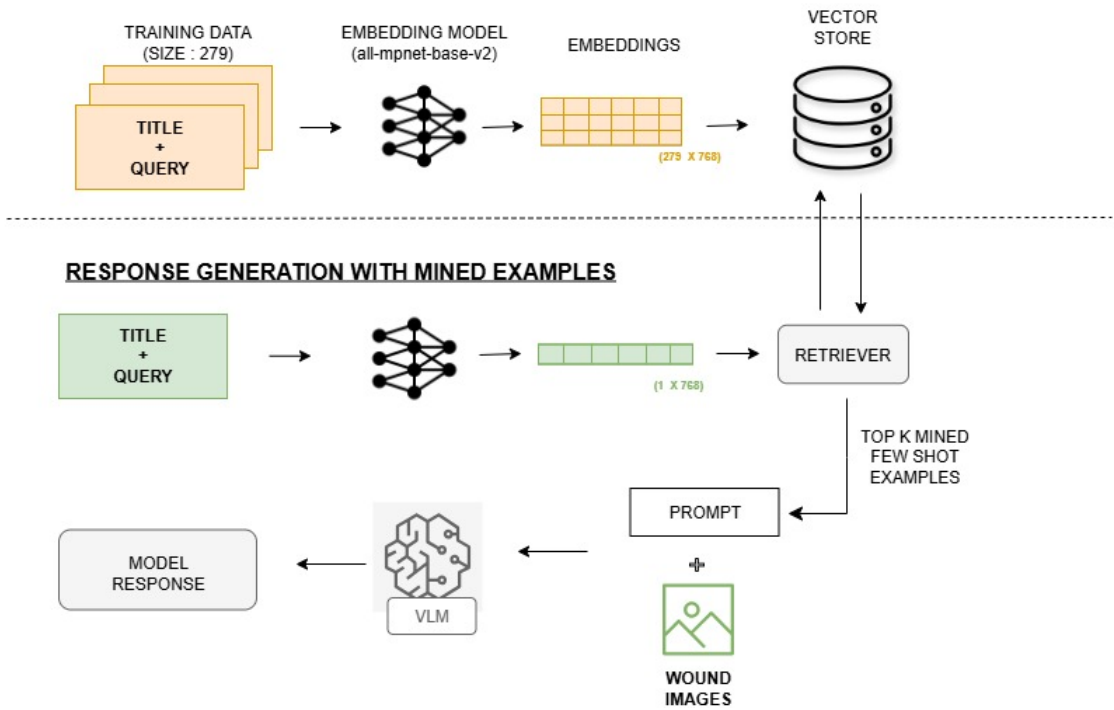 TRAINING DATA
(SIZE : 279)
EMBEDDING MODEL
(all-mpnet-base-v2)
EMBEDDINGS
VECTOR
STORE
TITLE
+
QUERY
(279 X 768)
RESPONSE GENERATION WITH MINED EXAMPLES
TITLE
+
QUERY
(1 X 768)
RETRIEVER
TOP K MINED
FEW SHOT
EXAMPLES
PROMPT
+
MODEL
RESPONSE
VLM
WOUND
IMAGES